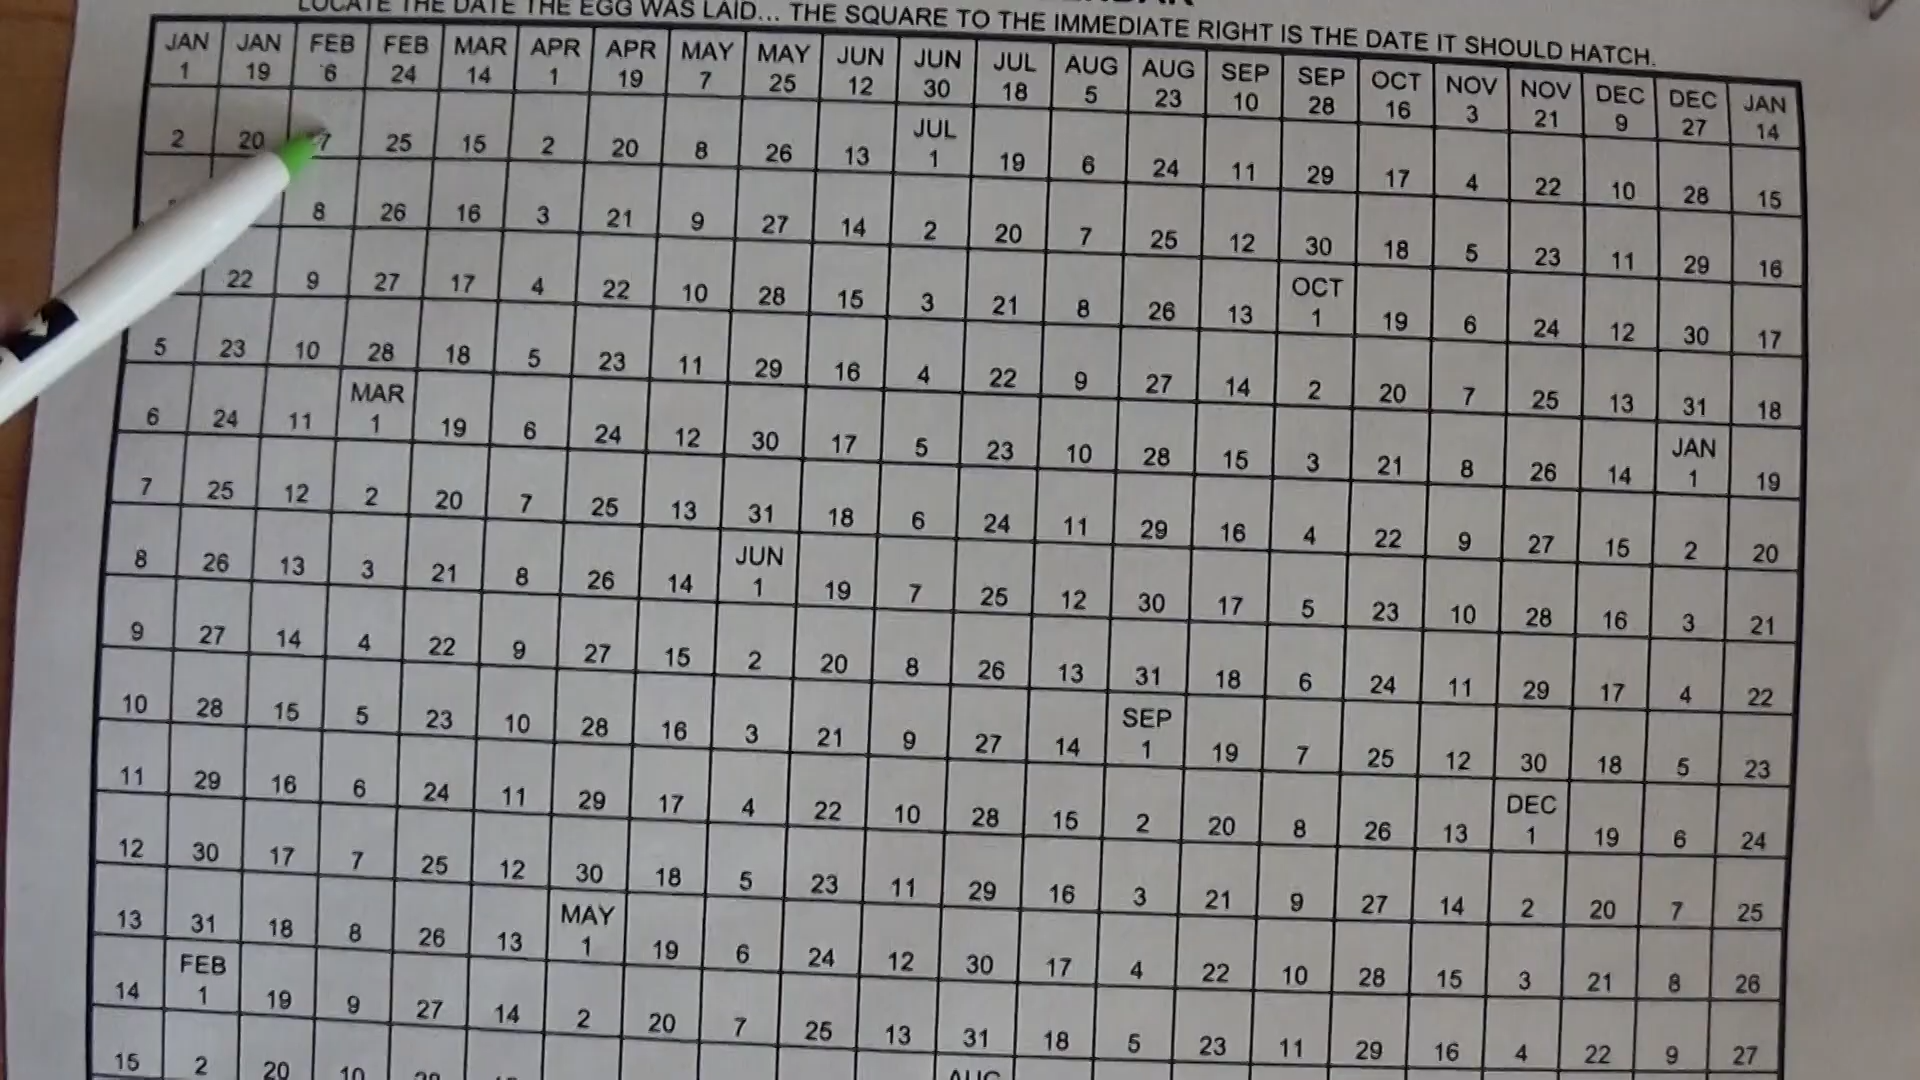 LOCATE THE DATE THE EGG WAS LAID... THE SQUARE TO THE IMMEDIATE RIGHT IS THE DATE IT SHOULD HATCH.
JAN JAN FEB FEB MAR APR APR MAY MAY JUN JUN JUL AUG AUG SEP SEP OCT NOV NOV DEC DEC JAN
1 19 6 24 14 1 19 7 25 12 30 18 5 23 10 28 16 3 21 9 27 14
JUL
2 20 7 25 15 2 20 8 26 13 1 19 6 24 11 29 17 4 22 10 28 15
8 26 16 3 21 9 27 14 2 20 7 25 12 30 18 5 23 11 29 16
OCT
22 9 27 17 4 22 10 28 15 3 21 8 26 13 1 19 6 24 12 30 17
5 23 10 28 18 5 23 11 29 16 4 22 9 27 14 2 20 7 25 13 31 18
MAR JAN
6 24 11 1 19 6 24 12 30 17 5 23 10 28 15 3 21 8 26 14 1 19
7 25 12 2 20 7 25 13 31 18 6 24 11 29 16 4 22 9 27 15 2 20
JUN
8 26 13 3 21 8 26 14 1 19 7 25 12 30 17 5 23 10 28 16 3 21
9 27 14 4 22 9 27 15 2 20 8 26 13 31 18 6 24 11 29 17 4 22
SEP
10 28 15 5 23 10 28 16 3 21 9 27 14 1 19 7 25 12 30 18 5 23
DEC
11 29 16 6 24 11 29 17 4 22 10 28 15 2 20 8 26 13 1 19 6 24
12 30 17 7 25 12 30 18 5 23 11 29 16 3 21 9 27 14 2 20 7 25
MAY
13 31 18 8 26 13 1 19 6 24 12 30 17 4 22 10 28 15 3 21 8 26
FEB
14 1 19 9 27 14 2 20 7 25 13 31 18 5 23 11 29 16 4 22 9 27
AUG
15 2 20 10